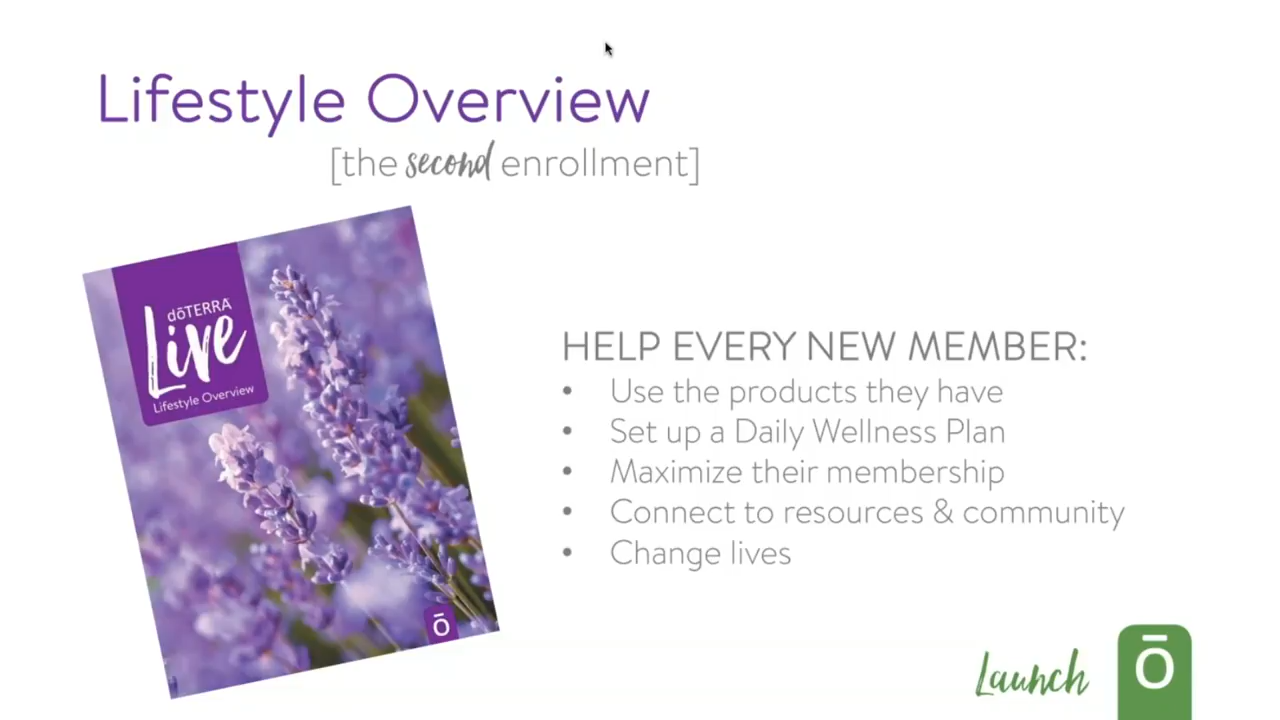 Lifestyle Overview
[the second enrollment]
dōTERRA
Live
Lifestyle Overview
ō
HELP EVERY NEW MEMBER:
• Use the products they have
• Set up a Daily Wellness Plan
• Maximize their membership
• Connect to resources & community
• Change lives
Launch
ō